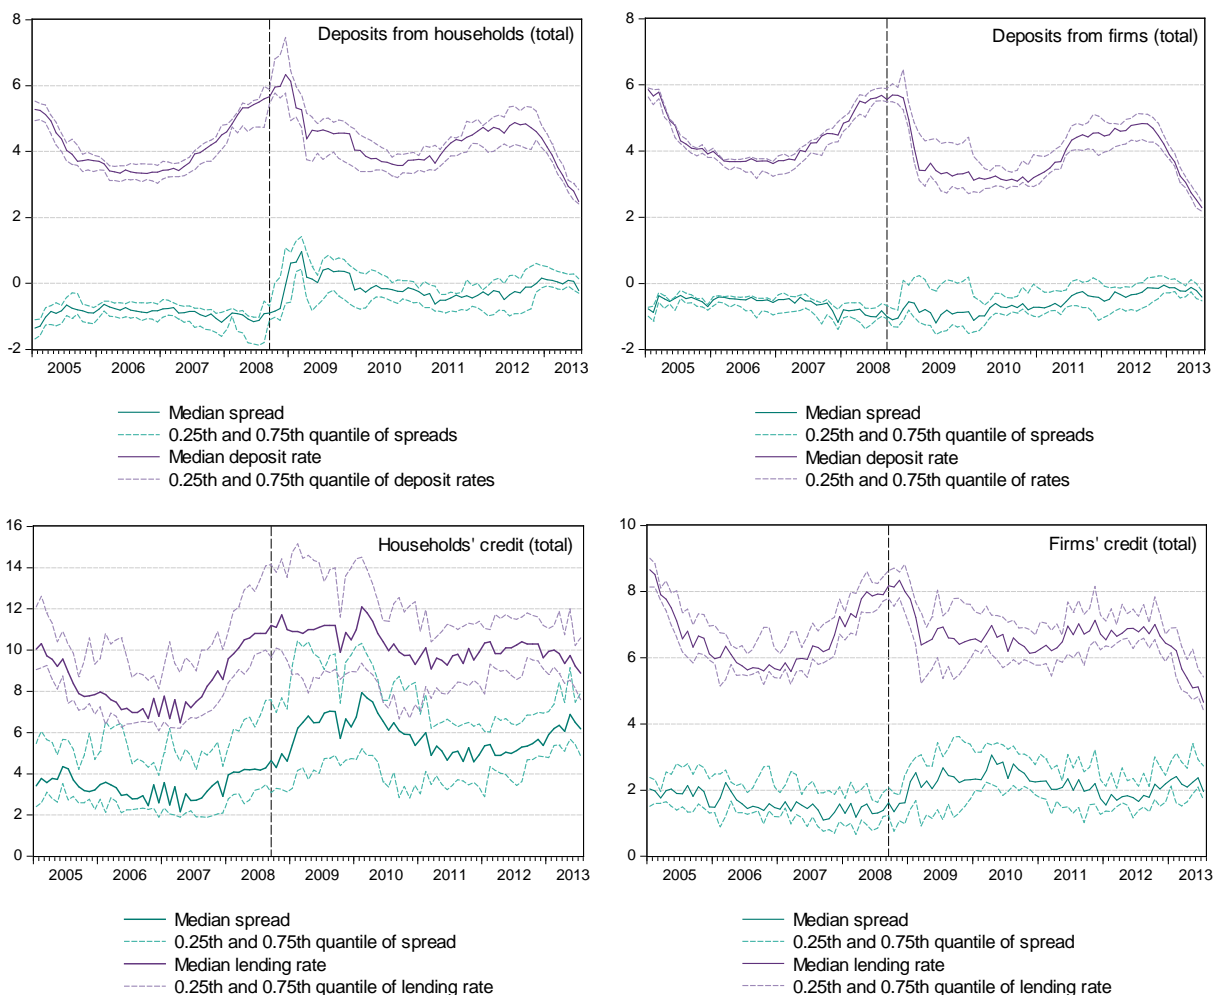 Deposits from households (total)
8
6
4
2
0
-2
2005 2006 2007 2008 2009 2010 2011 2012 2013
Median spread
0.25th and 0.75th quantile of spreads
Median deposit rate
0.25th and 0.75th quantile of deposit rates
Deposits from firms (total)
8
6
4
2
0
-2
2005 2006 2007 2008 2009 2010 2011 2012 2013
Median spread
0.25th and 0.75th quantile of spreads
Median deposit rate
0.25th and 0.75th quantile of rates
Households' credit (total)
16
14
12
10
8
6
4
2
0
2005 2006 2007 2008 2009 2010 2011 2012 2013
Median spread
0.25th and 0.75th quantile of spread
Median lending rate
0.25th and 0.75th quantile of lending rate
Firms' credit (total)
10
8
6
4
2
0
2005 2006 2007 2008 2009 2010 2011 2012 2013
Median spread
0.25th and 0.75th quantile of spread
Median lending rate
0.25th and 0.75th quantile of lending rate